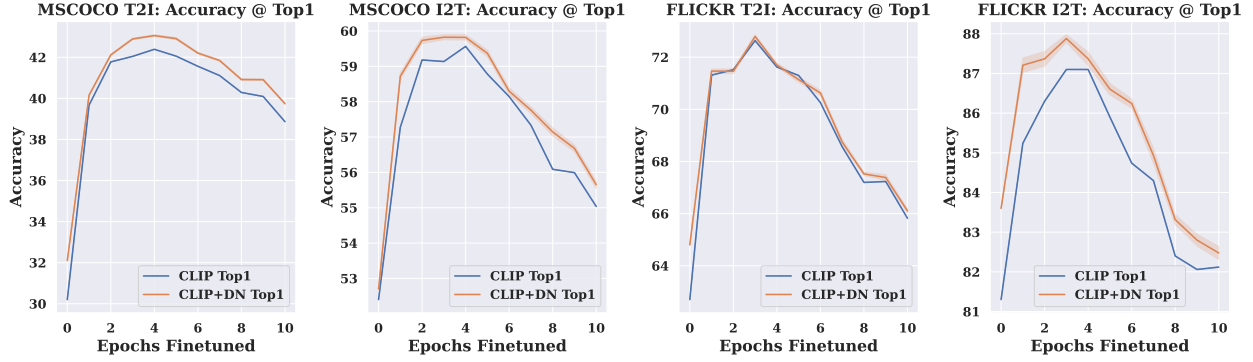 MSCOCO T2I: Accuracy @ Top1
Accuracy
42
40
38
36
34
32
30
CLIP Top1
CLIP+DN Top1
0 2 4 6 8 10
Epochs Finetuned
MSCOCO I2T: Accuracy @ Top1
Accuracy
60
59
58
57
56
55
54
53
CLIP Top1
CLIP+DN Top1
0 2 4 6 8 10
Epochs Finetuned
FLICKR T2I: Accuracy @ Top1
Accuracy
72
70
68
66
64
CLIP Top1
CLIP+DN Top1
0 2 4 6 8 10
Epochs Finetuned
FLICKR I2T: Accuracy @ Top1
Accuracy
88
87
86
85
84
83
82
81
CLIP Top1
CLIP+DN Top1
0 2 4 6 8 10
Epochs Finetuned